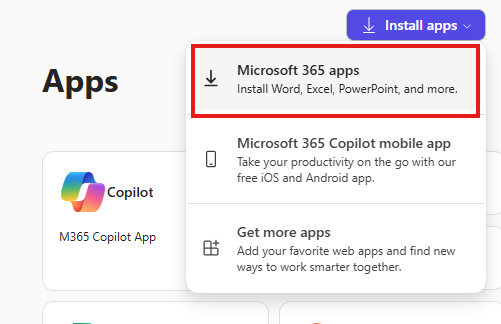 Install apps
Apps
Microsoft 365 apps
Install Word, Excel, PowerPoint, and more.
Microsoft 365 Copilot mobile app
Take your productivity on the go with our
free iOS and Android app.
Get more apps
Add your favorite web apps and find new
ways to work smarter together.
Copilot
M365 Copilot App